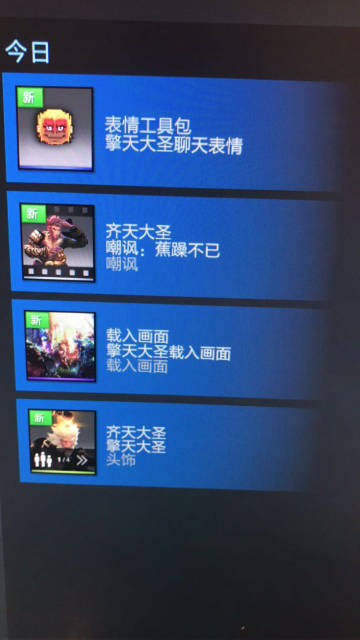 今日
新
表情工具包
擎天大圣聊天表情
新
齐天大圣
嘲讽：蕉躁不已
嘲讽
新
载入画面
擎天大圣载入画面
载入画面
新
齐天大圣
擎天大圣
头饰